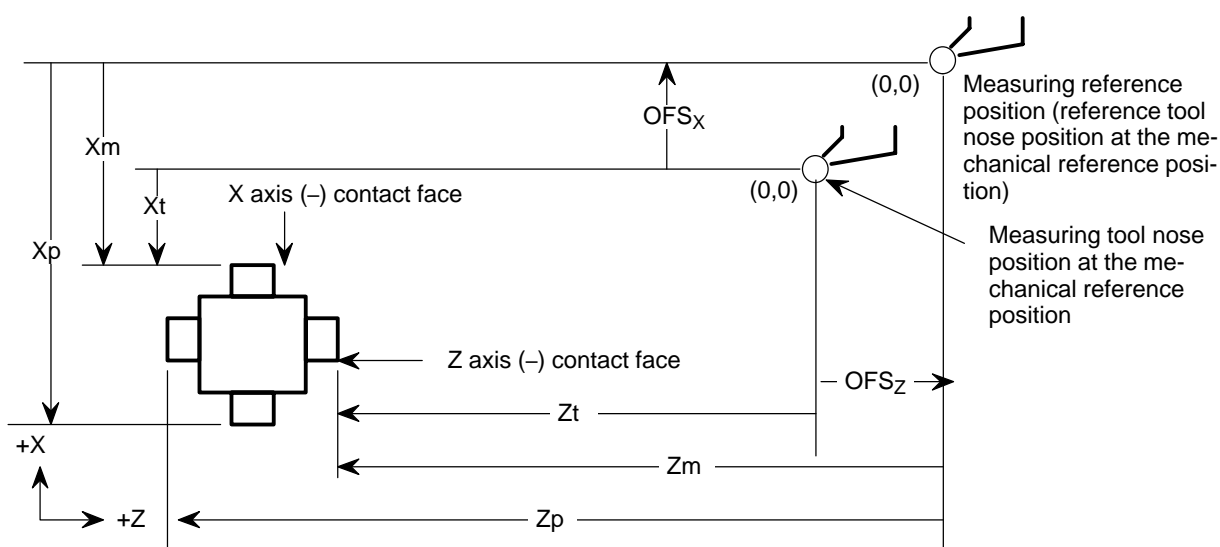 (0,0)
Measuring reference
position (reference tool
nose position at the me-
chanical reference posi-
tion)
OFSX
Xm
(0,0)
Xt
X axis (–) contact face
Xp
Measuring tool nose
position at the me-
chanical reference
position
Z axis (–) contact face
OFSZ
Zt
+X
Zm
+Z
Zp